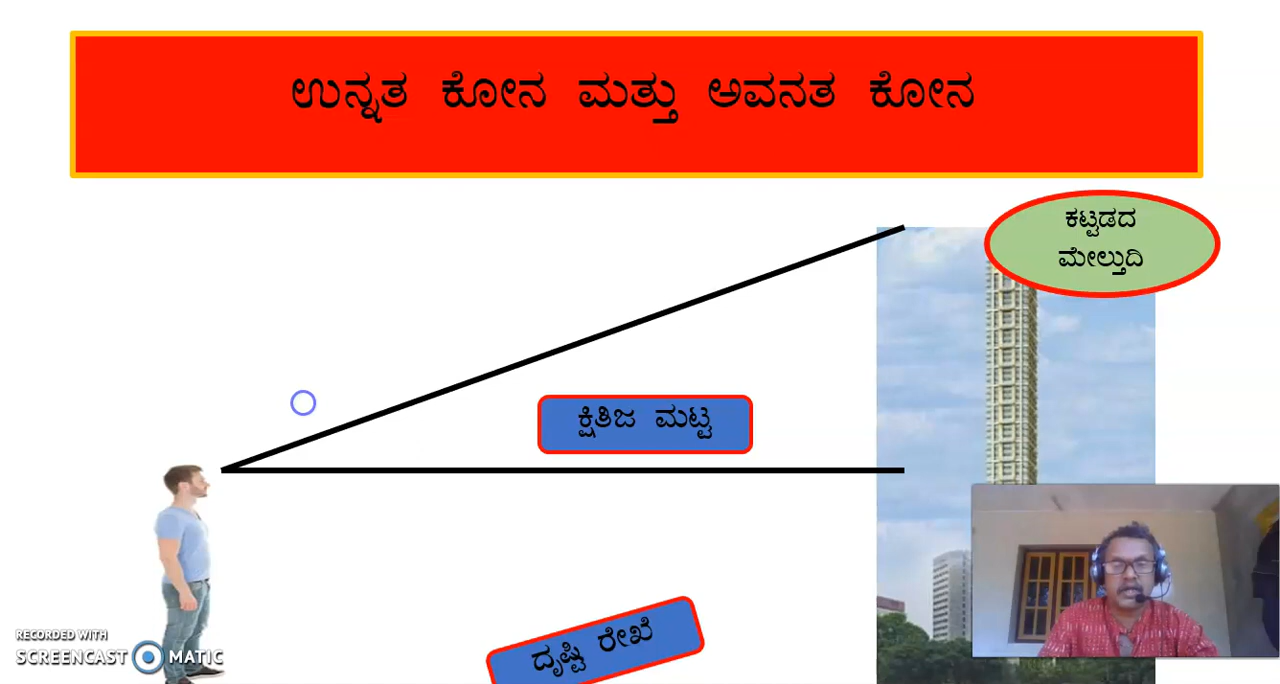 ಉನ್ನತ ಕೋನ ಮತ್ತು ಅವನತ ಕೋನ
ಕಟ್ಟಡದ
ಮೇಲ್ತುದಿ
ಕ್ಷಿತಿಜ ಮಟ್ಟ
ದೃಷ್ಟಿ ರೇಖೆ
RECORDED WITH
SCREENCAST MATIC